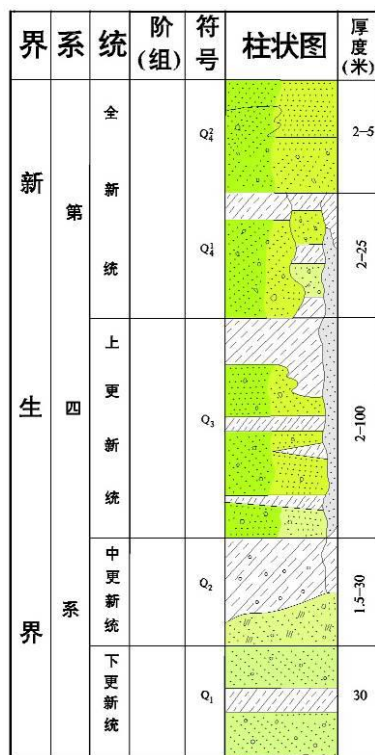 界 系 统 阶(组) 符号 柱状图 厚度(米)
新生界
第四系
全新统
Q₄² 2-5
Q₄¹ 2-25
上更新统 Q₃ 2-100
中更新统 Q₂ 1.5-30
下更新统 Q₁ 30